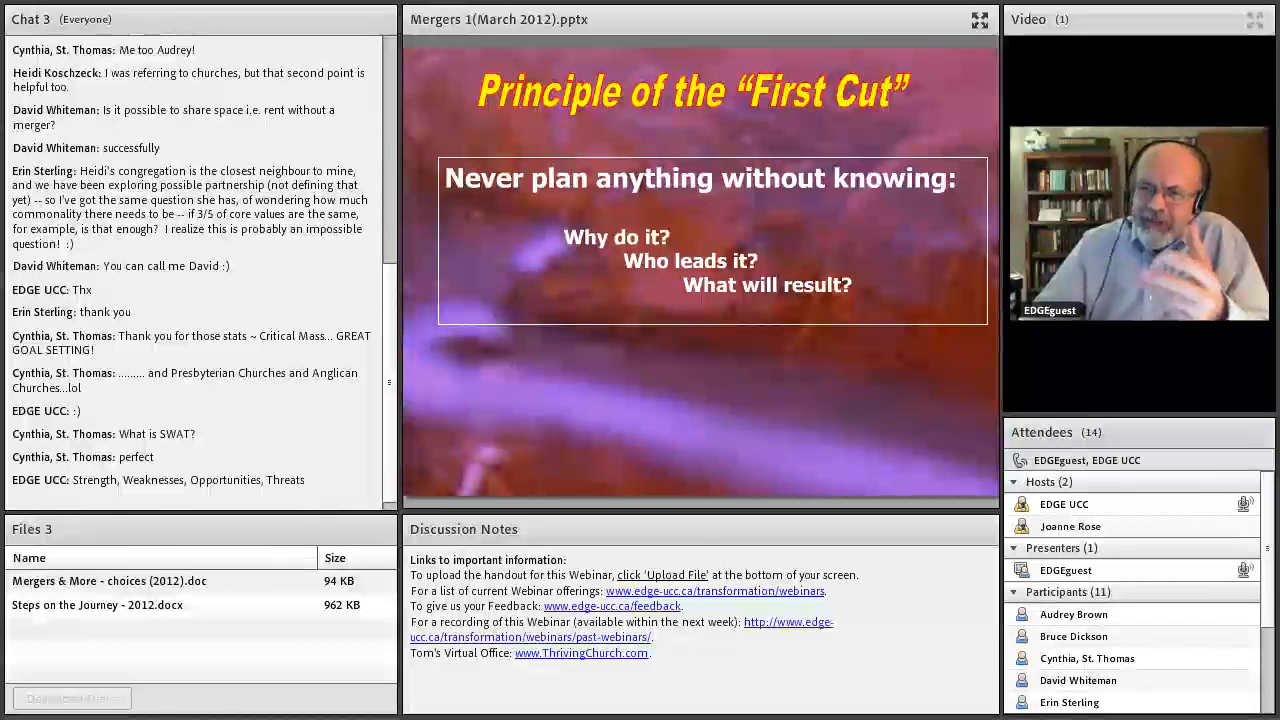 Chat 3 (Everyone)
Cynthia, St. Thomas: Me too Audrey!
Heidi Koschzeck: I was referring to churches, but that second point is
helpful too.
David Whiteman: Is it possible to share space i.e. rent without a
merger?
David Whiteman: successfully
Erin Sterling: Heidi's congregation is the closest neighbour to mine,
and we have been exploring possible partnership (not defining that
yet) -- so I've got the same question she has, of wondering how much
commonality there needs to be -- if 3/5 of core values are the same,
for example, is that enough? I realize this is probably an impossible
question! :)
David Whiteman: You can call me David :)
EDGE UCC: Thx
Erin Sterling: thank you
Cynthia, St. Thomas: Thank you for those stats ~ Critical Mass... GREAT
GOAL SETTING!
Cynthia, St. Thomas: ......... and Presbyterian Churches and Anglican
Churches...lol
EDGE UCC: :)
Cynthia, St. Thomas: What is SWAT?
Cynthia, St. Thomas: perfect
EDGE UCC: Strength, Weaknesses, Opportunities, Threats
Files 3
Name Size
Mergers & More - choices (2012).doc 94 KB
Steps on the Journey - 2012.docx 962 KB
Mergers 1(March 2012).pptx
Principle of the “First Cut”
Never plan anything without knowing:
Why do it?
Who leads it?
What will result?
Discussion Notes
Links to important information:
To upload the handout for this Webinar, click 'Upload File' at the bottom of your screen.
For a list of current Webinar offerings: www.edge-ucc.ca/transformation/webinars.
To give us your Feedback: www.edge-ucc.ca/feedback.
For a recording of this Webinar (available within the next week): http://www.edge-
ucc.ca/transformation/webinars/past-webinars/.
Tom's Virtual Office: www.ThrivingChurch.com.
Video (1)
EDGEguest
Attendees (14)
EDGEguest, EDGE UCC
Hosts (2)
EDGE UCC
Joanne Rose
Presenters (1)
EDGEguest
Participants (11)
Audrey Brown
Bruce Dickson
Cynthia, St. Thomas
David Whiteman
Erin Sterling